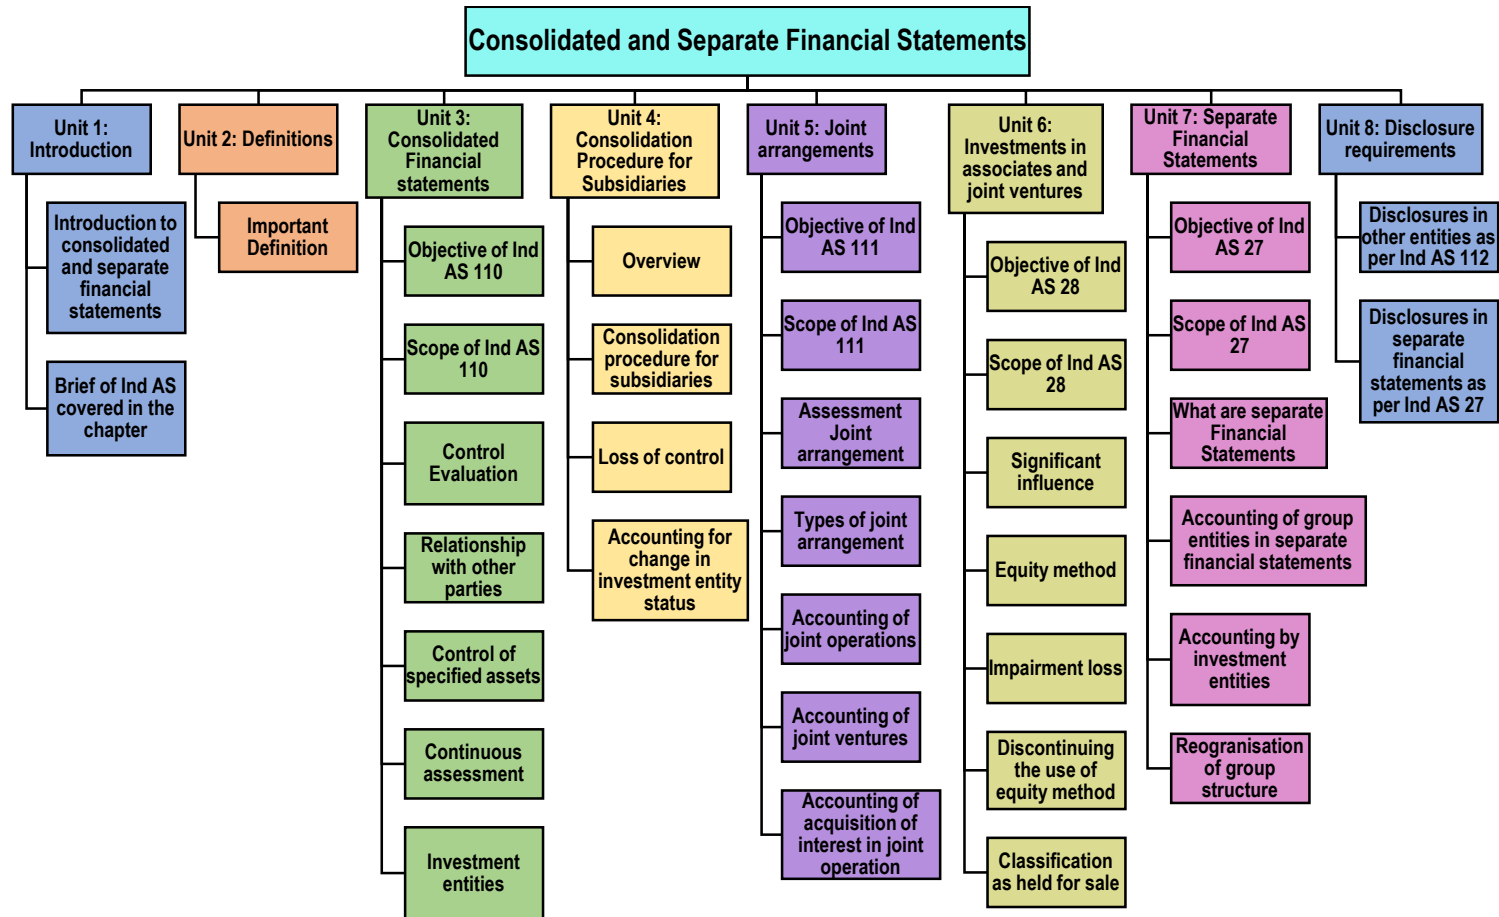 Consolidated and Separate Financial Statements
Unit 1:
Introduction
Introduction to
consolidated
and separate
financial
statements
Brief of Ind AS
covered in the
chapter
Unit 2: Definitions
Important
Definition
Unit 3:
Consolidated
Financial
statements
Objective of Ind
AS 110
Scope of Ind AS
110
Control
Evaluation
Relationship
with other
parties
Control of
specified assets
Continuous
assessment
Investment
entities
Unit 4:
Consolidation
Procedure for
Subsidiaries
Overview
Consolidation
procedure for
subsidiaries
Loss of control
Accounting for
change in
investment entity
status
Unit 5: Joint
arrangements
Objective of Ind
AS 111
Scope of Ind AS
111
Assessment
Joint
arrangement
Types of joint
arrangement
Accounting of
joint operations
Accounting of
joint ventures
Accounting of
acquisition of
interest in joint
operation
Unit 6:
Investments in
associates and
joint ventures
Objective of Ind
AS 28
Scope of Ind AS
28
Significant
influence
Equity method
Impairment loss
Discontinuing
the use of
equity method
Classification
as held for sale
Unit 7: Separate
Financial
Statements
Objective of Ind
AS 27
Scope of Ind AS
27
What are separate
Financial
Statements
Accounting of group
entities in separate
financial statements
Accounting by
investment
entities
Reogranisation
of group
structure
Unit 8: Disclosure
requirements
Disclosures in
other entities as
per Ind AS 112
Disclosures in
separate
financial
statements as
per Ind AS 27